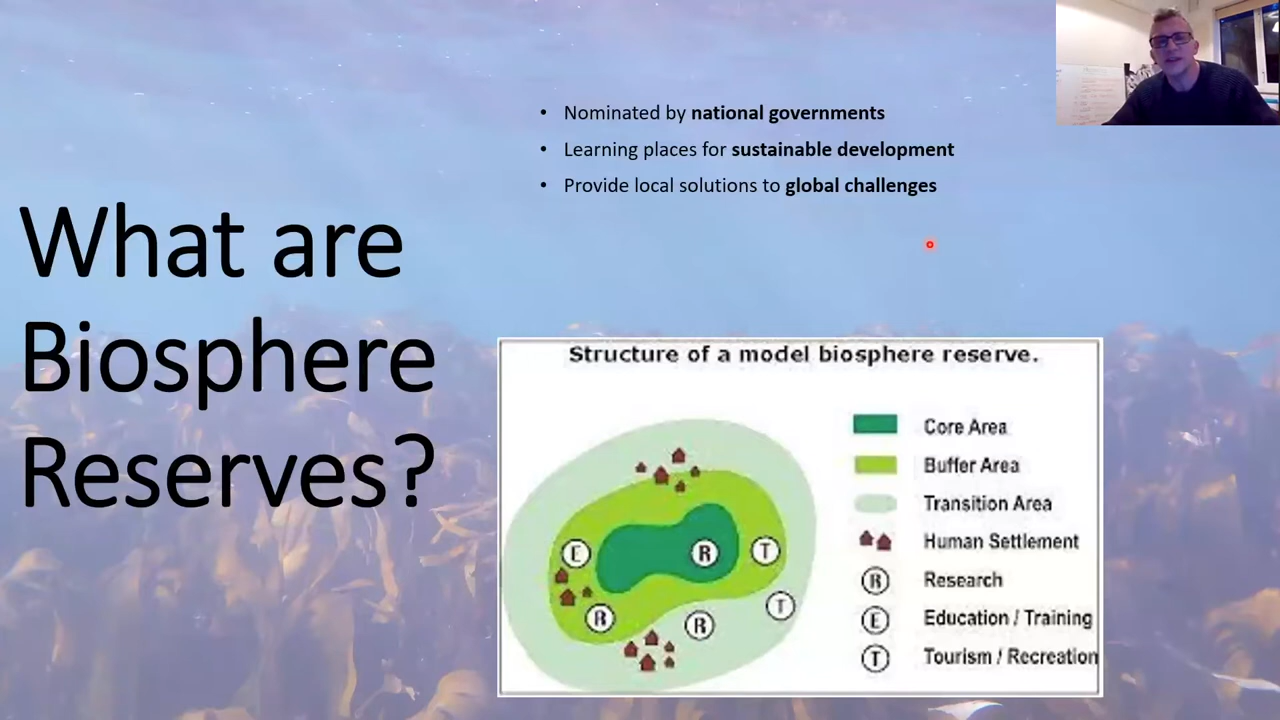 What are
Biosphere
Reserves?
• Nominated by national governments
• Learning places for sustainable development
• Provide local solutions to global challenges
Structure of a model biosphere reserve.
E
R
T
R
R
T
Core Area
Buffer Area
Transition Area
Human Settlement
R Research
E Education / Training
T Tourism / Recreation